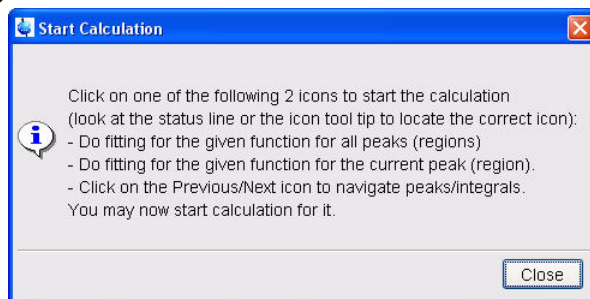 Start Calculation
Click on one of the following 2 icons to start the calculation
(look at the status line or the icon tool tip to locate the correct icon):
- Do fitting for the given function for all peaks (regions)
- Do fitting for the given function for the current peak (region).
- Click on the Previous/Next icon to navigate peaks/integrals.
You may now start calculation for it.
Close